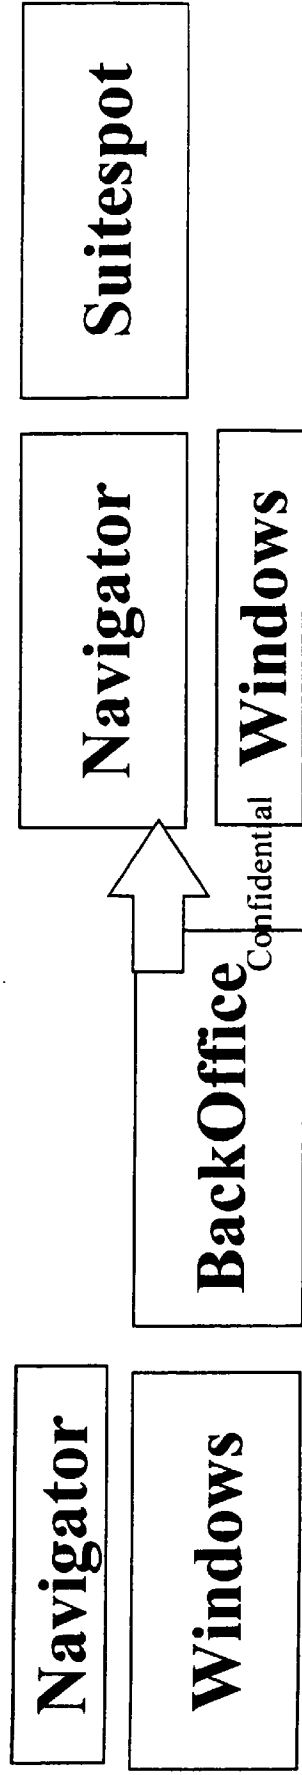 Navigator
Windows
BackOffice
Navigator
Suitespot
Windows
Confidential